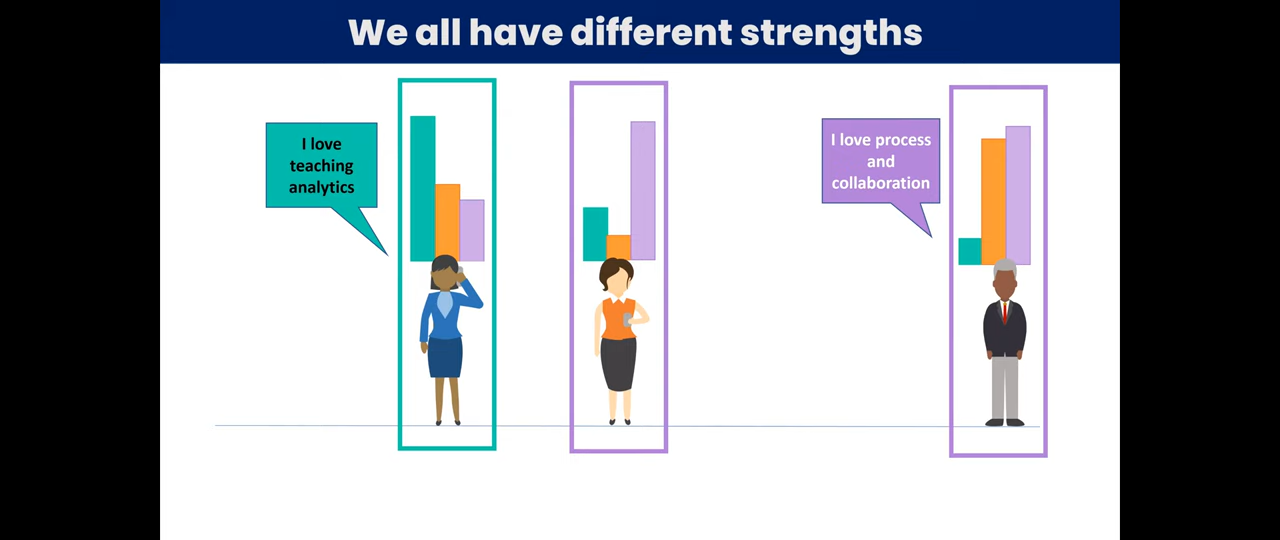 We all have different strengths
I love
teaching
analytics
I love process
and
collaboration